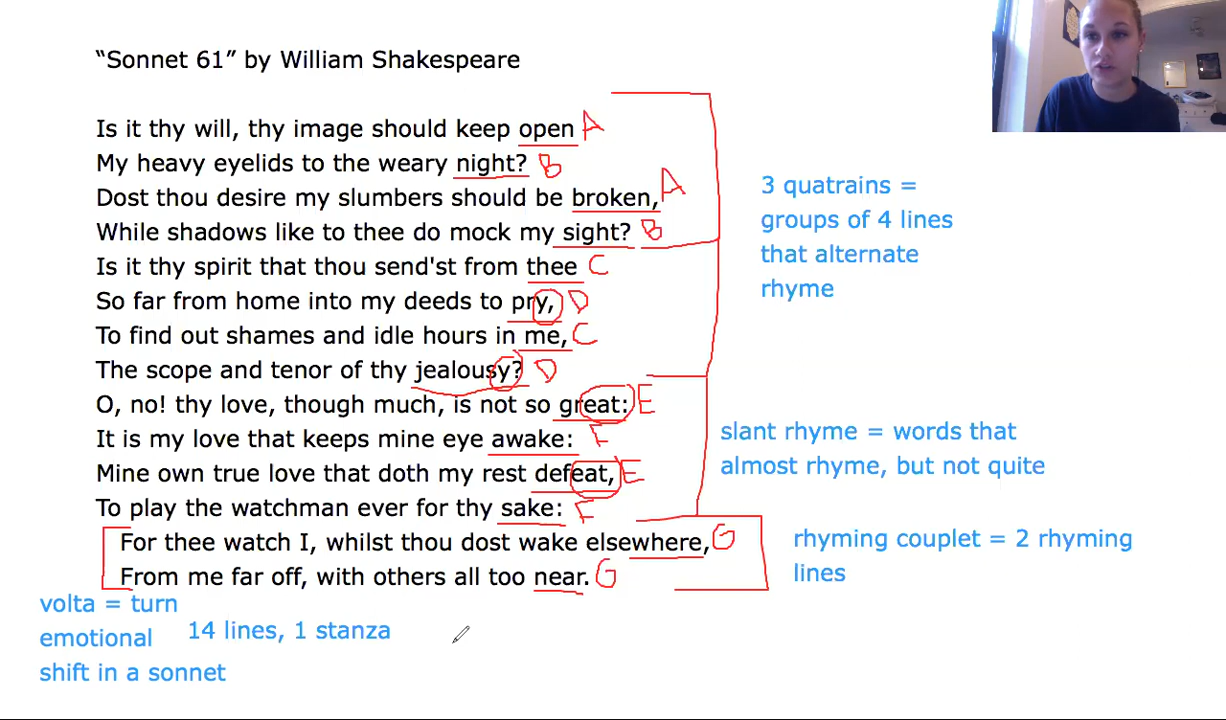 “Sonnet 61” by William Shakespeare
Is it thy will, thy image should keep open A
My heavy eyelids to the weary night? B
Dost thou desire my slumbers should be broken, A
While shadows like to thee do mock my sight? B
Is it thy spirit that thou send'st from thee C
So far from home into my deeds to pry, D
To find out shames and idle hours in me, C
The scope and tenor of thy jealousy? D
O, no! thy love, though much, is not so great: E
It is my love that keeps mine eye awake: F
Mine own true love that doth my rest defeat, E
To play the watchman ever for thy sake: F
For thee watch I, whilst thou dost wake elsewhere, G
From me far off, with others all too near. G
3 quatrains =
groups of 4 lines
that alternate
rhyme
slant rhyme = words that
almost rhyme, but not quite
rhyming couplet = 2 rhyming
lines
volta = turn
emotional
shift in a sonnet
14 lines, 1 stanza